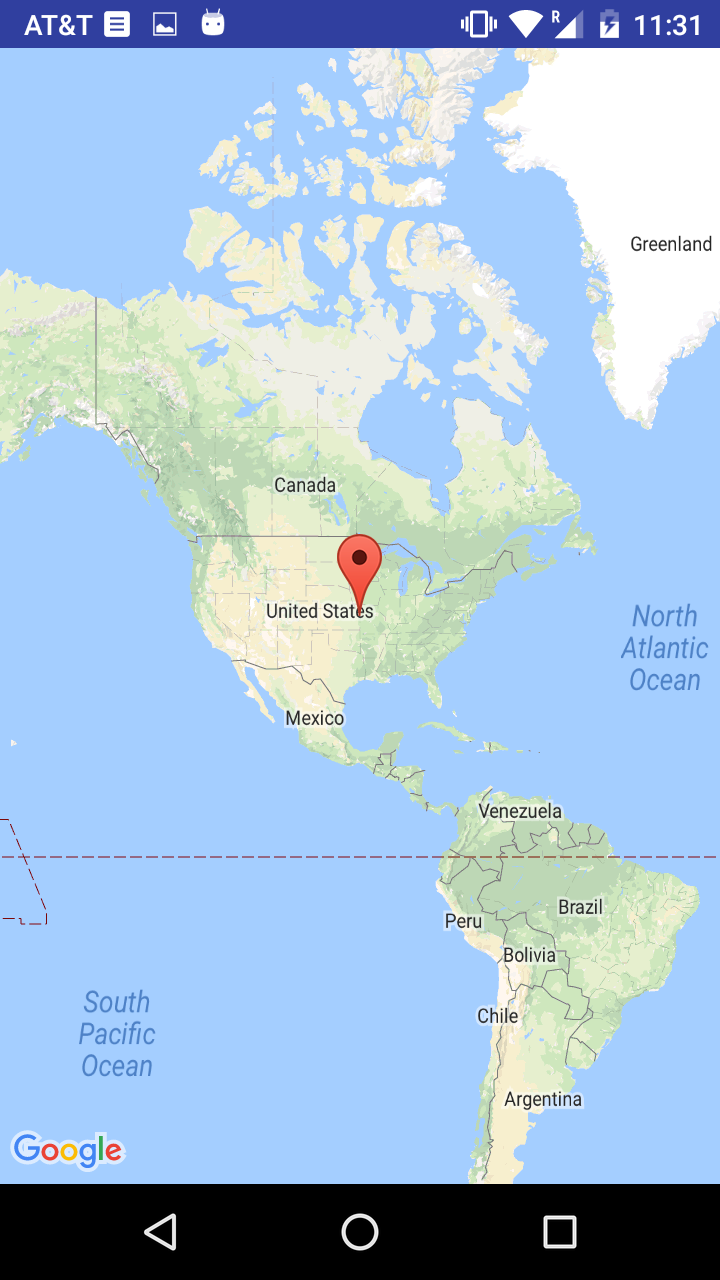 AT&T R 11:31
Greenland
Canada
United States
North
Atlantic
Ocean
Mexico
Venezuela
Brazil
Peru
Bolivia
South
Pacific
Ocean
Chile
Argentina
Google